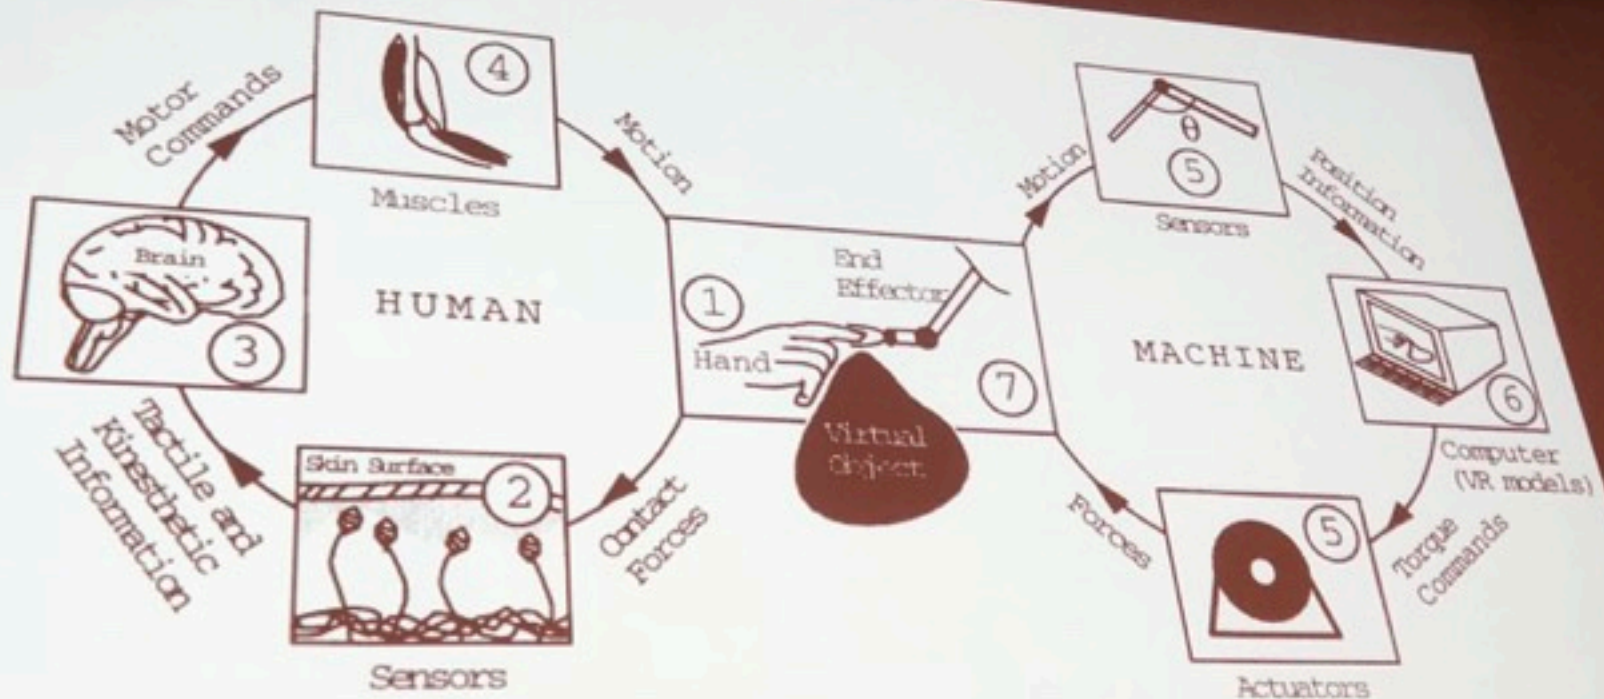 Motor
Commands
4
Muscles
Motion
Brain
3
HUMAN
Tactile and
Kinesthetic
Information
Skin Surface
2
Sensors
Contact
Forces
1
Hand
End
Effector
7
Virtual
Object
Motion
θ
5
Sensors
Position
Information
MACHINE
6
Computer
(VR models)
Torque
Commands
5
Actuators
Forces